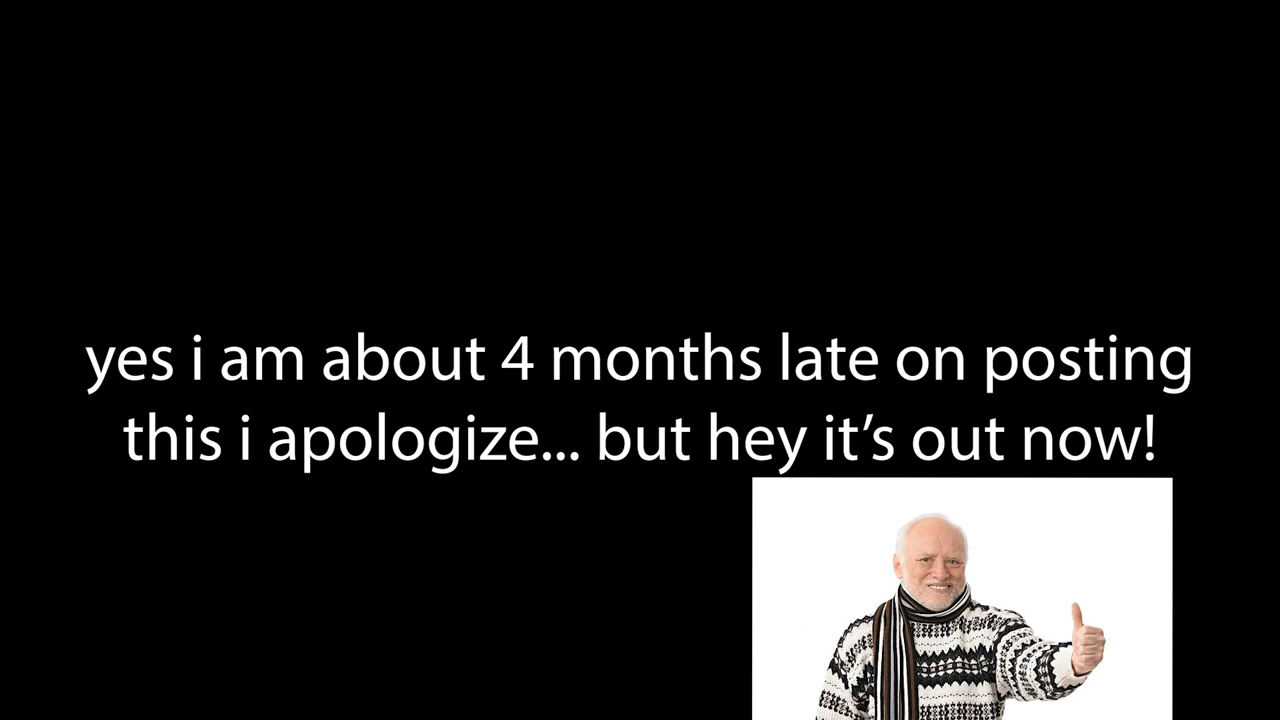 yes i am about 4 months late on posting
this i apologize... but hey it’s out now!